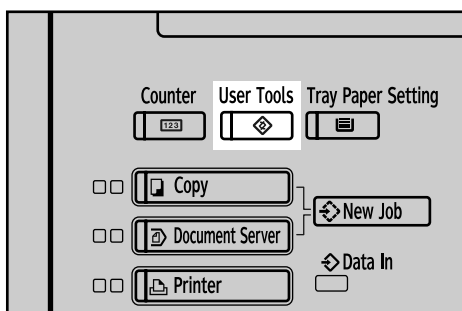 Counter User Tools Tray Paper Setting
123
Copy
New Job
Document Server
Data In
Printer